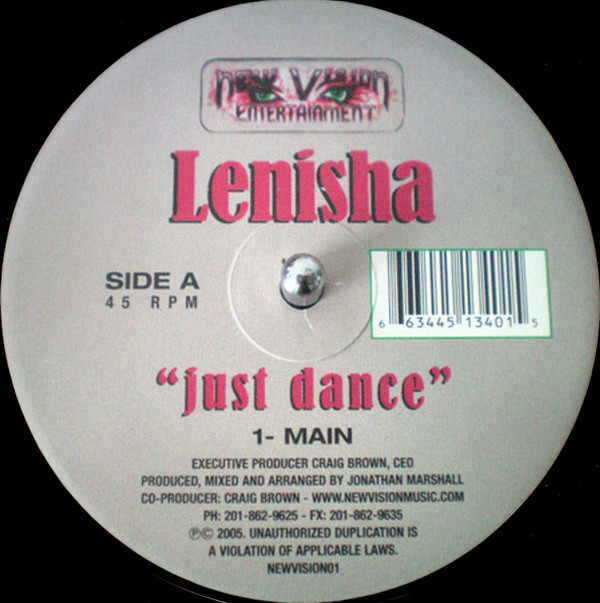 NEW VISION
ENTERTAINMENT
Lenisha
SIDE A
45 RPM
6 63445 13401 5
“just dance”
1- MAIN
EXECUTIVE PRODUCER CRAIG BROWN, CEO
PRODUCED, MIXED AND ARRANGED BY JONATHAN MARSHALL
CO-PRODUCER: CRAIG BROWN - WWW.NEWVISIONMUSIC.COM
PH: 201-862-9625 - FX: 201-862-9635
℗© 2005. UNAUTHORIZED DUPLICATION IS
A VIOLATION OF APPLICABLE LAWS.
NEWVISION01